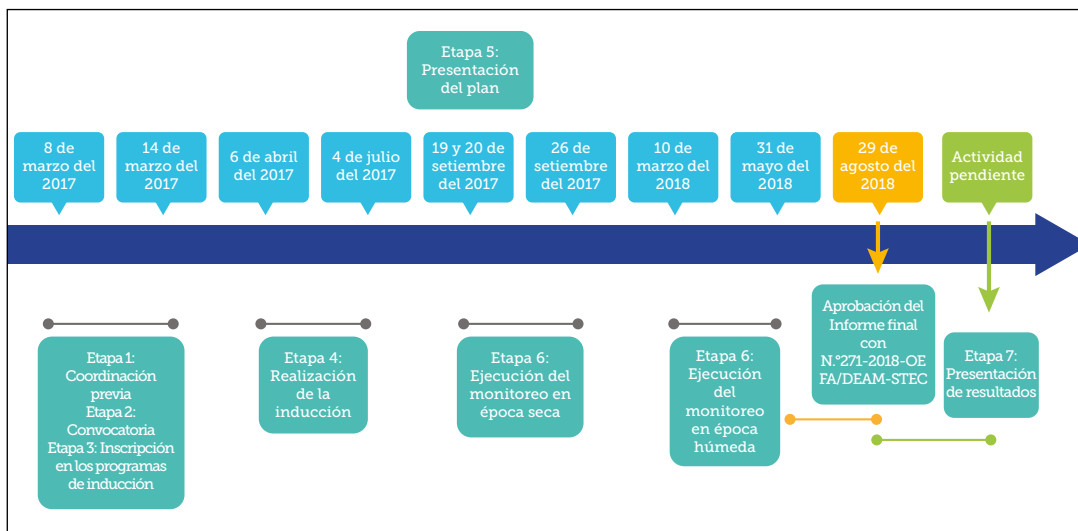 Etapa 5:
Presentación
del plan
8 de
marzo del
2017
14 de
marzo del
2017
6 de abril
del 2017
4 de julio
del 2017
19 y 20 de
setiembre
del 2017
26 de
setiembre
del 2017
10 de
marzo del
2018
31 de
mayo del
2018
29 de
agosto del
2018
Actividad
pendiente
Etapa 1:
Coordinación
previa
Etapa 2:
Convocatoria
Etapa 3: Inscripción
en los programas
de inducción
Etapa 4:
Realización
de la
inducción
Etapa 6:
Ejecución del
monitoreo en
época seca
Etapa 6:
Ejecución
del
monitoreo
en época
húmeda
Aprobación del
Informe final
con
N.°271-2018-OE
FA/DEAM-STEC
Etapa 7:
Presentación
de resultados